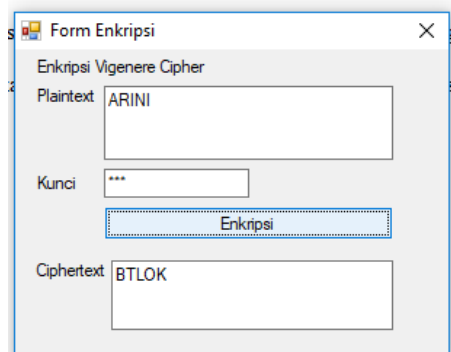 Form Enkripsi
Enkripsi Vigenere Cipher
Plaintext ARINI
Kunci ***
Enkripsi
Ciphertext BTLOK